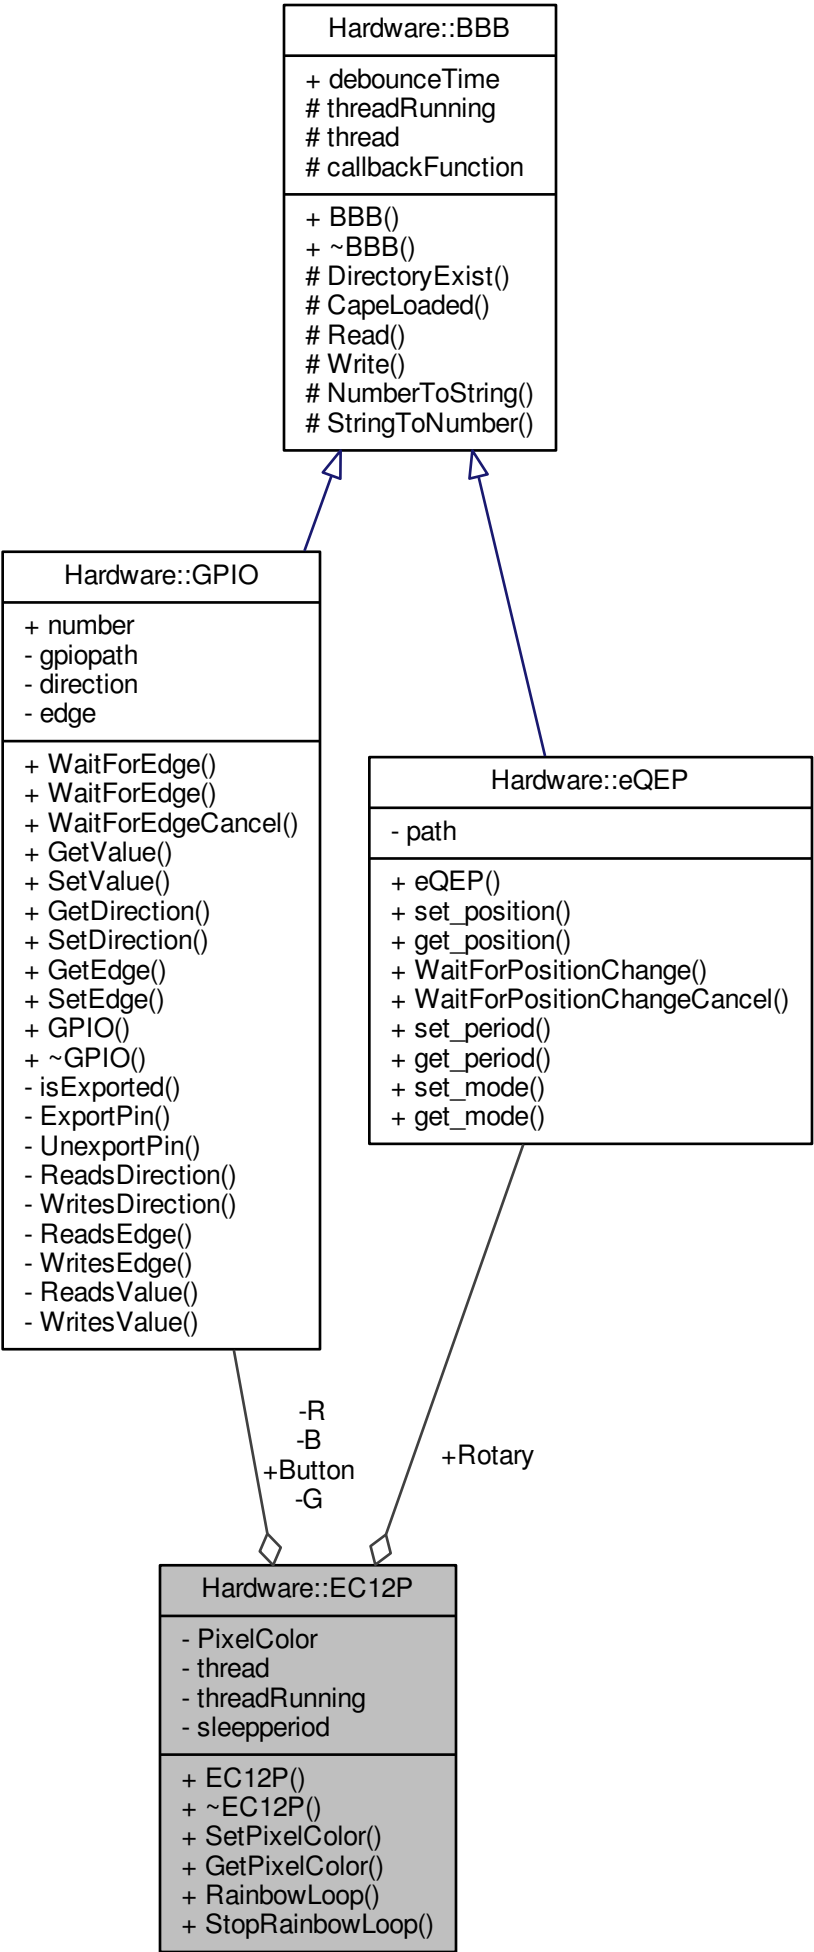 Hardware::BBB
+ debounceTime
# threadRunning
# thread
# callbackFunction
+ BBB()
+ ~BBB()
# DirectoryExist()
# CapeLoaded()
# Read()
# Write()
# NumberToString()
# StringToNumber()
Hardware::GPIO
+ number
- gpiopath
- direction
- edge
+ WaitForEdge()
+ WaitForEdge()
+ WaitForEdgeCancel()
+ GetValue()
+ SetValue()
+ GetDirection()
+ SetDirection()
+ GetEdge()
+ SetEdge()
+ GPIO()
+ ~GPIO()
- isExported()
- ExportPin()
- UnexportPin()
- ReadsDirection()
- WritesDirection()
- ReadsEdge()
- WritesEdge()
- ReadsValue()
- WritesValue()
Hardware::eQEP
- path
+ eQEP()
+ set_position()
+ get_position()
+ WaitForPositionChange()
+ WaitForPositionChangeCancel()
+ set_period()
+ get_period()
+ set_mode()
+ get_mode()
-R
-B
+Button
-G
+Rotary
Hardware::EC12P
- PixelColor
- thread
- threadRunning
- sleepperiod
+ EC12P()
+ ~EC12P()
+ SetPixelColor()
+ GetPixelColor()
+ RainbowLoop()
+ StopRainbowLoop()